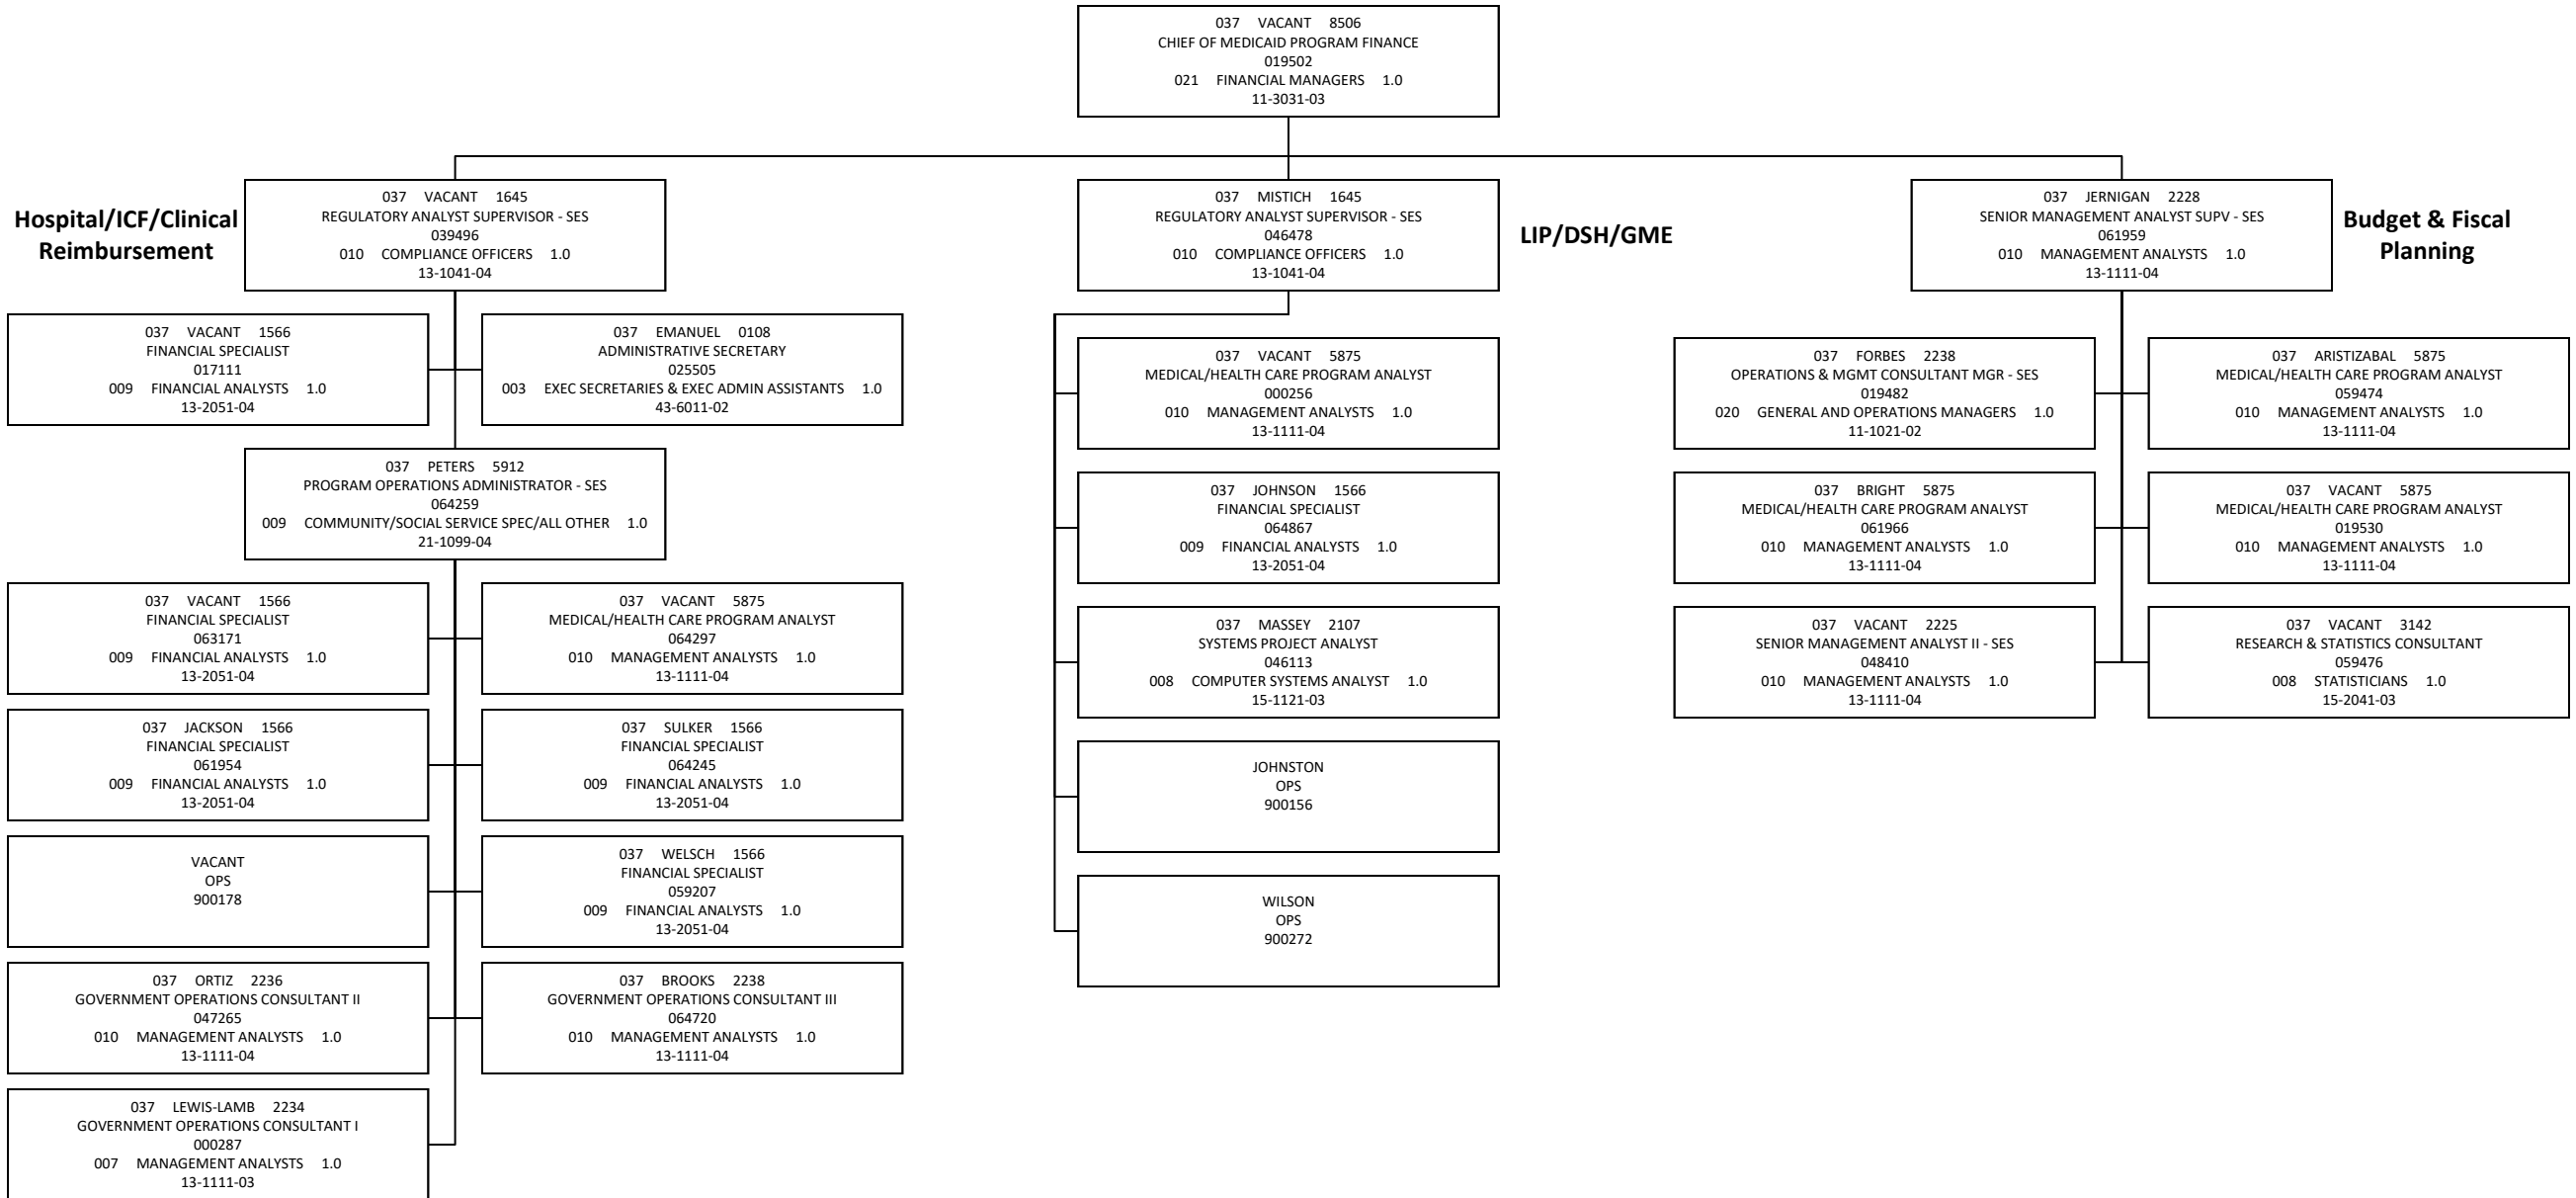 037 VACANT 8506
CHIEF OF MEDICAID PROGRAM FINANCE
019502
021 FINANCIAL MANAGERS 1.0
11-3031-03
Hospital/ICF/Clinical
Reimbursement
037 VACANT 1645
REGULATORY ANALYST SUPERVISOR - SES
039496
010 COMPLIANCE OFFICERS 1.0
13-1041-04
037 MISTICH 1645
REGULATORY ANALYST SUPERVISOR - SES
046478
010 COMPLIANCE OFFICERS 1.0
13-1041-04
LIP/DSH/GME
037 JERNIGAN 2228
SENIOR MANAGEMENT ANALYST SUPV - SES
061959
010 MANAGEMENT ANALYSTS 1.0
13-1111-04
Budget & Fiscal
Planning
037 VACANT 1566
FINANCIAL SPECIALIST
017111
009 FINANCIAL ANALYSTS 1.0
13-2051-04
037 EMANUEL 0108
ADMINISTRATIVE SECRETARY
025505
003 EXEC SECRETARIES & EXEC ADMIN ASSISTANTS 1.0
43-6011-02
037 PETERS 5912
PROGRAM OPERATIONS ADMINISTRATOR - SES
064259
009 COMMUNITY/SOCIAL SERVICE SPEC/ALL OTHER 1.0
21-1099-04
037 VACANT 1566
FINANCIAL SPECIALIST
063171
009 FINANCIAL ANALYSTS 1.0
13-2051-04
037 VACANT 5875
MEDICAL/HEALTH CARE PROGRAM ANALYST
064297
010 MANAGEMENT ANALYSTS 1.0
13-1111-04
037 JACKSON 1566
FINANCIAL SPECIALIST
061954
009 FINANCIAL ANALYSTS 1.0
13-2051-04
037 SULKER 1566
FINANCIAL SPECIALIST
064245
009 FINANCIAL ANALYSTS 1.0
13-2051-04
VACANT
OPS
900178
037 WELSCH 1566
FINANCIAL SPECIALIST
059207
009 FINANCIAL ANALYSTS 1.0
13-2051-04
037 ORTIZ 2236
GOVERNMENT OPERATIONS CONSULTANT II
047265
010 MANAGEMENT ANALYSTS 1.0
13-1111-04
037 BROOKS 2238
GOVERNMENT OPERATIONS CONSULTANT III
064720
010 MANAGEMENT ANALYSTS 1.0
13-1111-04
037 LEWIS-LAMB 2234
GOVERNMENT OPERATIONS CONSULTANT I
000287
007 MANAGEMENT ANALYSTS 1.0
13-1111-03
037 VACANT 5875
MEDICAL/HEALTH CARE PROGRAM ANALYST
000256
010 MANAGEMENT ANALYSTS 1.0
13-1111-04
037 JOHNSON 1566
FINANCIAL SPECIALIST
064867
009 FINANCIAL ANALYSTS 1.0
13-2051-04
037 MASSEY 2107
SYSTEMS PROJECT ANALYST
046113
008 COMPUTER SYSTEMS ANALYST 1.0
15-1121-03
JOHNSTON
OPS
900156
WILSON
OPS
900272
037 FORBES 2238
OPERATIONS & MGMT CONSULTANT MGR - SES
019482
020 GENERAL AND OPERATIONS MANAGERS 1.0
11-1021-02
037 ARISTIZABAL 5875
MEDICAL/HEALTH CARE PROGRAM ANALYST
059474
010 MANAGEMENT ANALYSTS 1.0
13-1111-04
037 BRIGHT 5875
MEDICAL/HEALTH CARE PROGRAM ANALYST
061966
010 MANAGEMENT ANALYSTS 1.0
13-1111-04
037 VACANT 5875
MEDICAL/HEALTH CARE PROGRAM ANALYST
019530
010 MANAGEMENT ANALYSTS 1.0
13-1111-04
037 VACANT 2225
SENIOR MANAGEMENT ANALYST II - SES
048410
010 MANAGEMENT ANALYSTS 1.0
13-1111-04
037 VACANT 3142
RESEARCH & STATISTICS CONSULTANT
059476
008 STATISTICIANS 1.0
15-2041-03